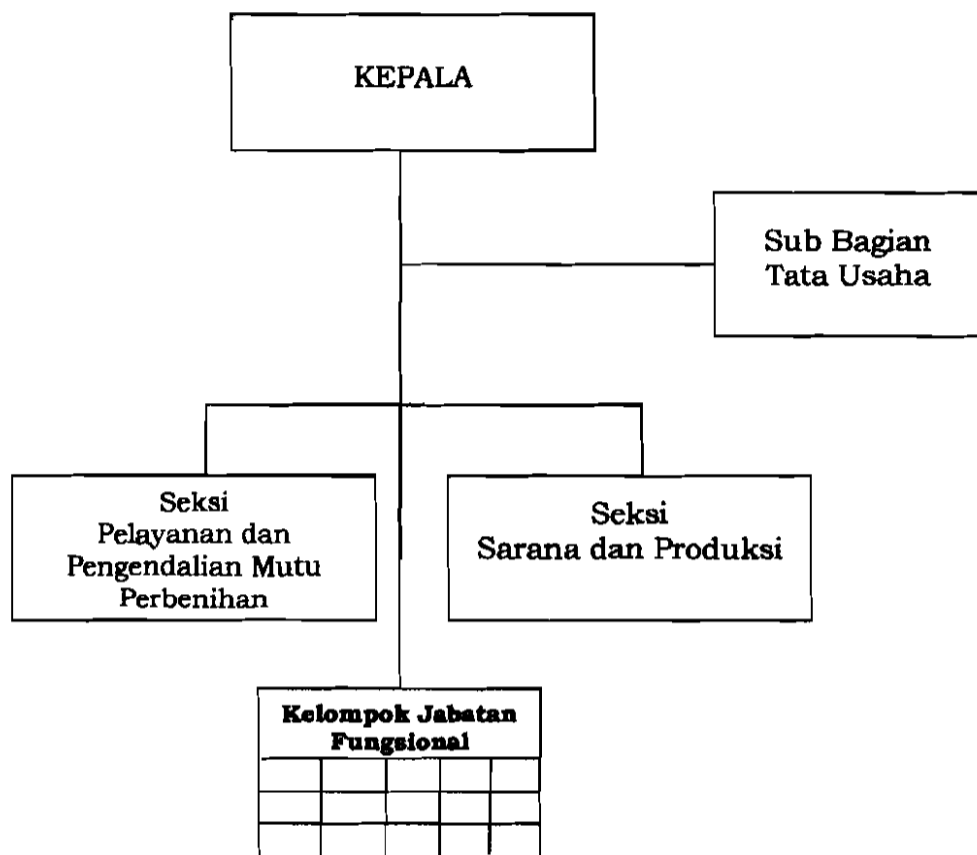 KEPALA
Sub Bagian
Tata Usaha
Seksi
Pelayanan dan
Pengendalian Mutu
Perbenihan
Seksi
Sarana dan Produksi
Kelompok Jabatan
Fungsional